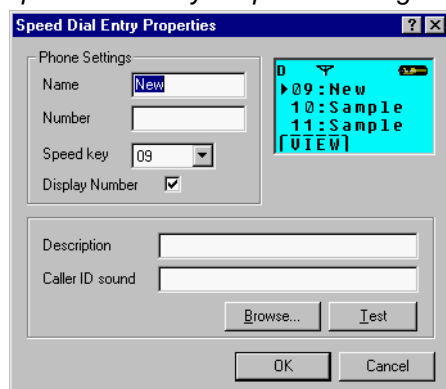 Speed Dial Entry Properties
Phone Settings
Name New
Number
Speed key 09
Display Number
D
09:New
10:Sample
11:Sample
VIEW
Description
Caller ID sound
Browse... Test
OK Cancel